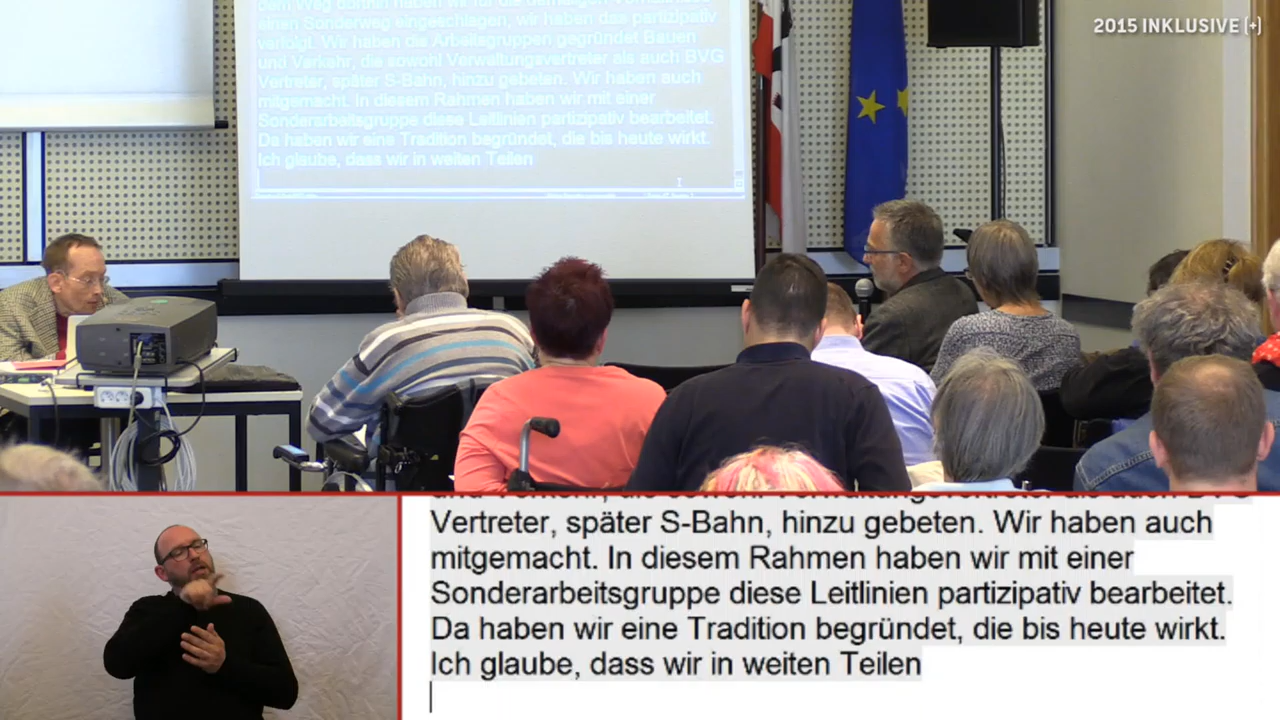 2015 INKLUSIVE (+)
einen Sonderweg eingeschlagen, wir haben das partizipativ
verfolgt. Wir haben die Arbeitsgruppen gegründet Bauen
und Verkehr, die sowohl Verwaltungsvertreter als auch BVG
Vertreter, später S-Bahn, hinzu gebeten. Wir haben auch
mitgemacht. In diesem Rahmen haben wir mit einer
Sonderarbeitsgruppe diese Leitlinien partizipativ bearbeitet.
Da haben wir eine Tradition begründet, die bis heute wirkt.
Ich glaube, dass wir in weiten Teilen
Vertreter, später S-Bahn, hinzu gebeten. Wir haben auch
mitgemacht. In diesem Rahmen haben wir mit einer
Sonderarbeitsgruppe diese Leitlinien partizipativ bearbeitet.
Da haben wir eine Tradition begründet, die bis heute wirkt.
Ich glaube, dass wir in weiten Teilen